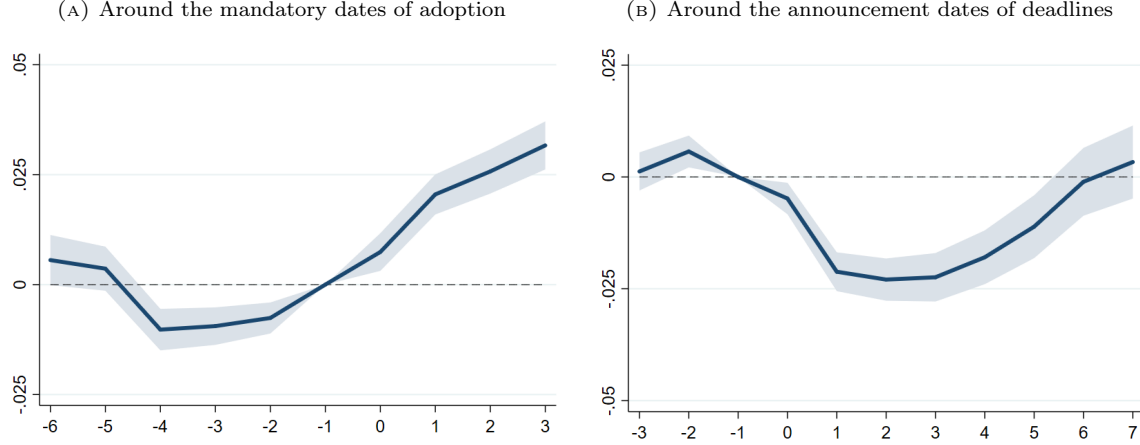 (A) Around the mandatory dates of adoption
.05
.025
0
-.025
-6 -5 -4 -3 -2 -1 0 1 2 3
(B) Around the announcement dates of deadlines
.025
0
-.025
-.05
-3 -2 -1 0 1 2 3 4 5 6 7